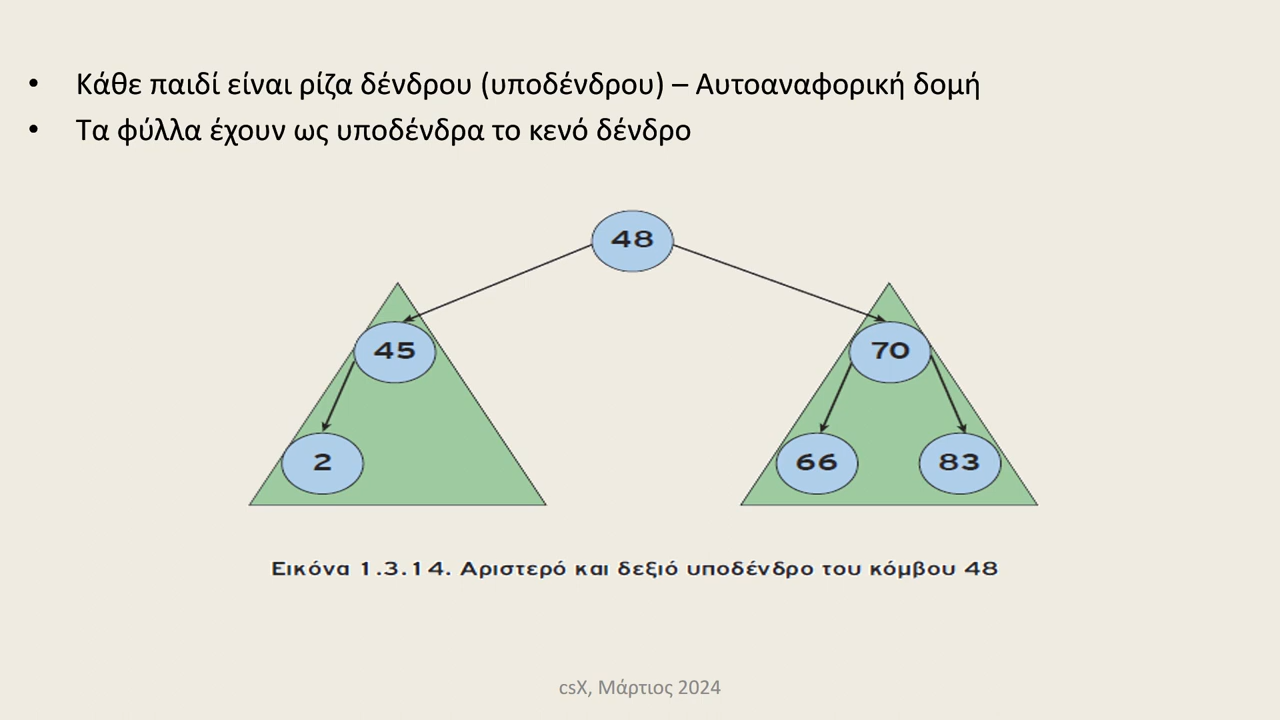 • Κάθε παιδί είναι ρίζα δένδρου (υποδένδρου) – Αυτοαναφορική δομή
• Τα φύλλα έχουν ως υποδένδρα το κενό δένδρο
48
45 70
2 66 83
Εικόνα 1.3.14. Αριστερό και δεξιό υποδένδρο του κόμβου 48
csX, Μάρτιος 2024